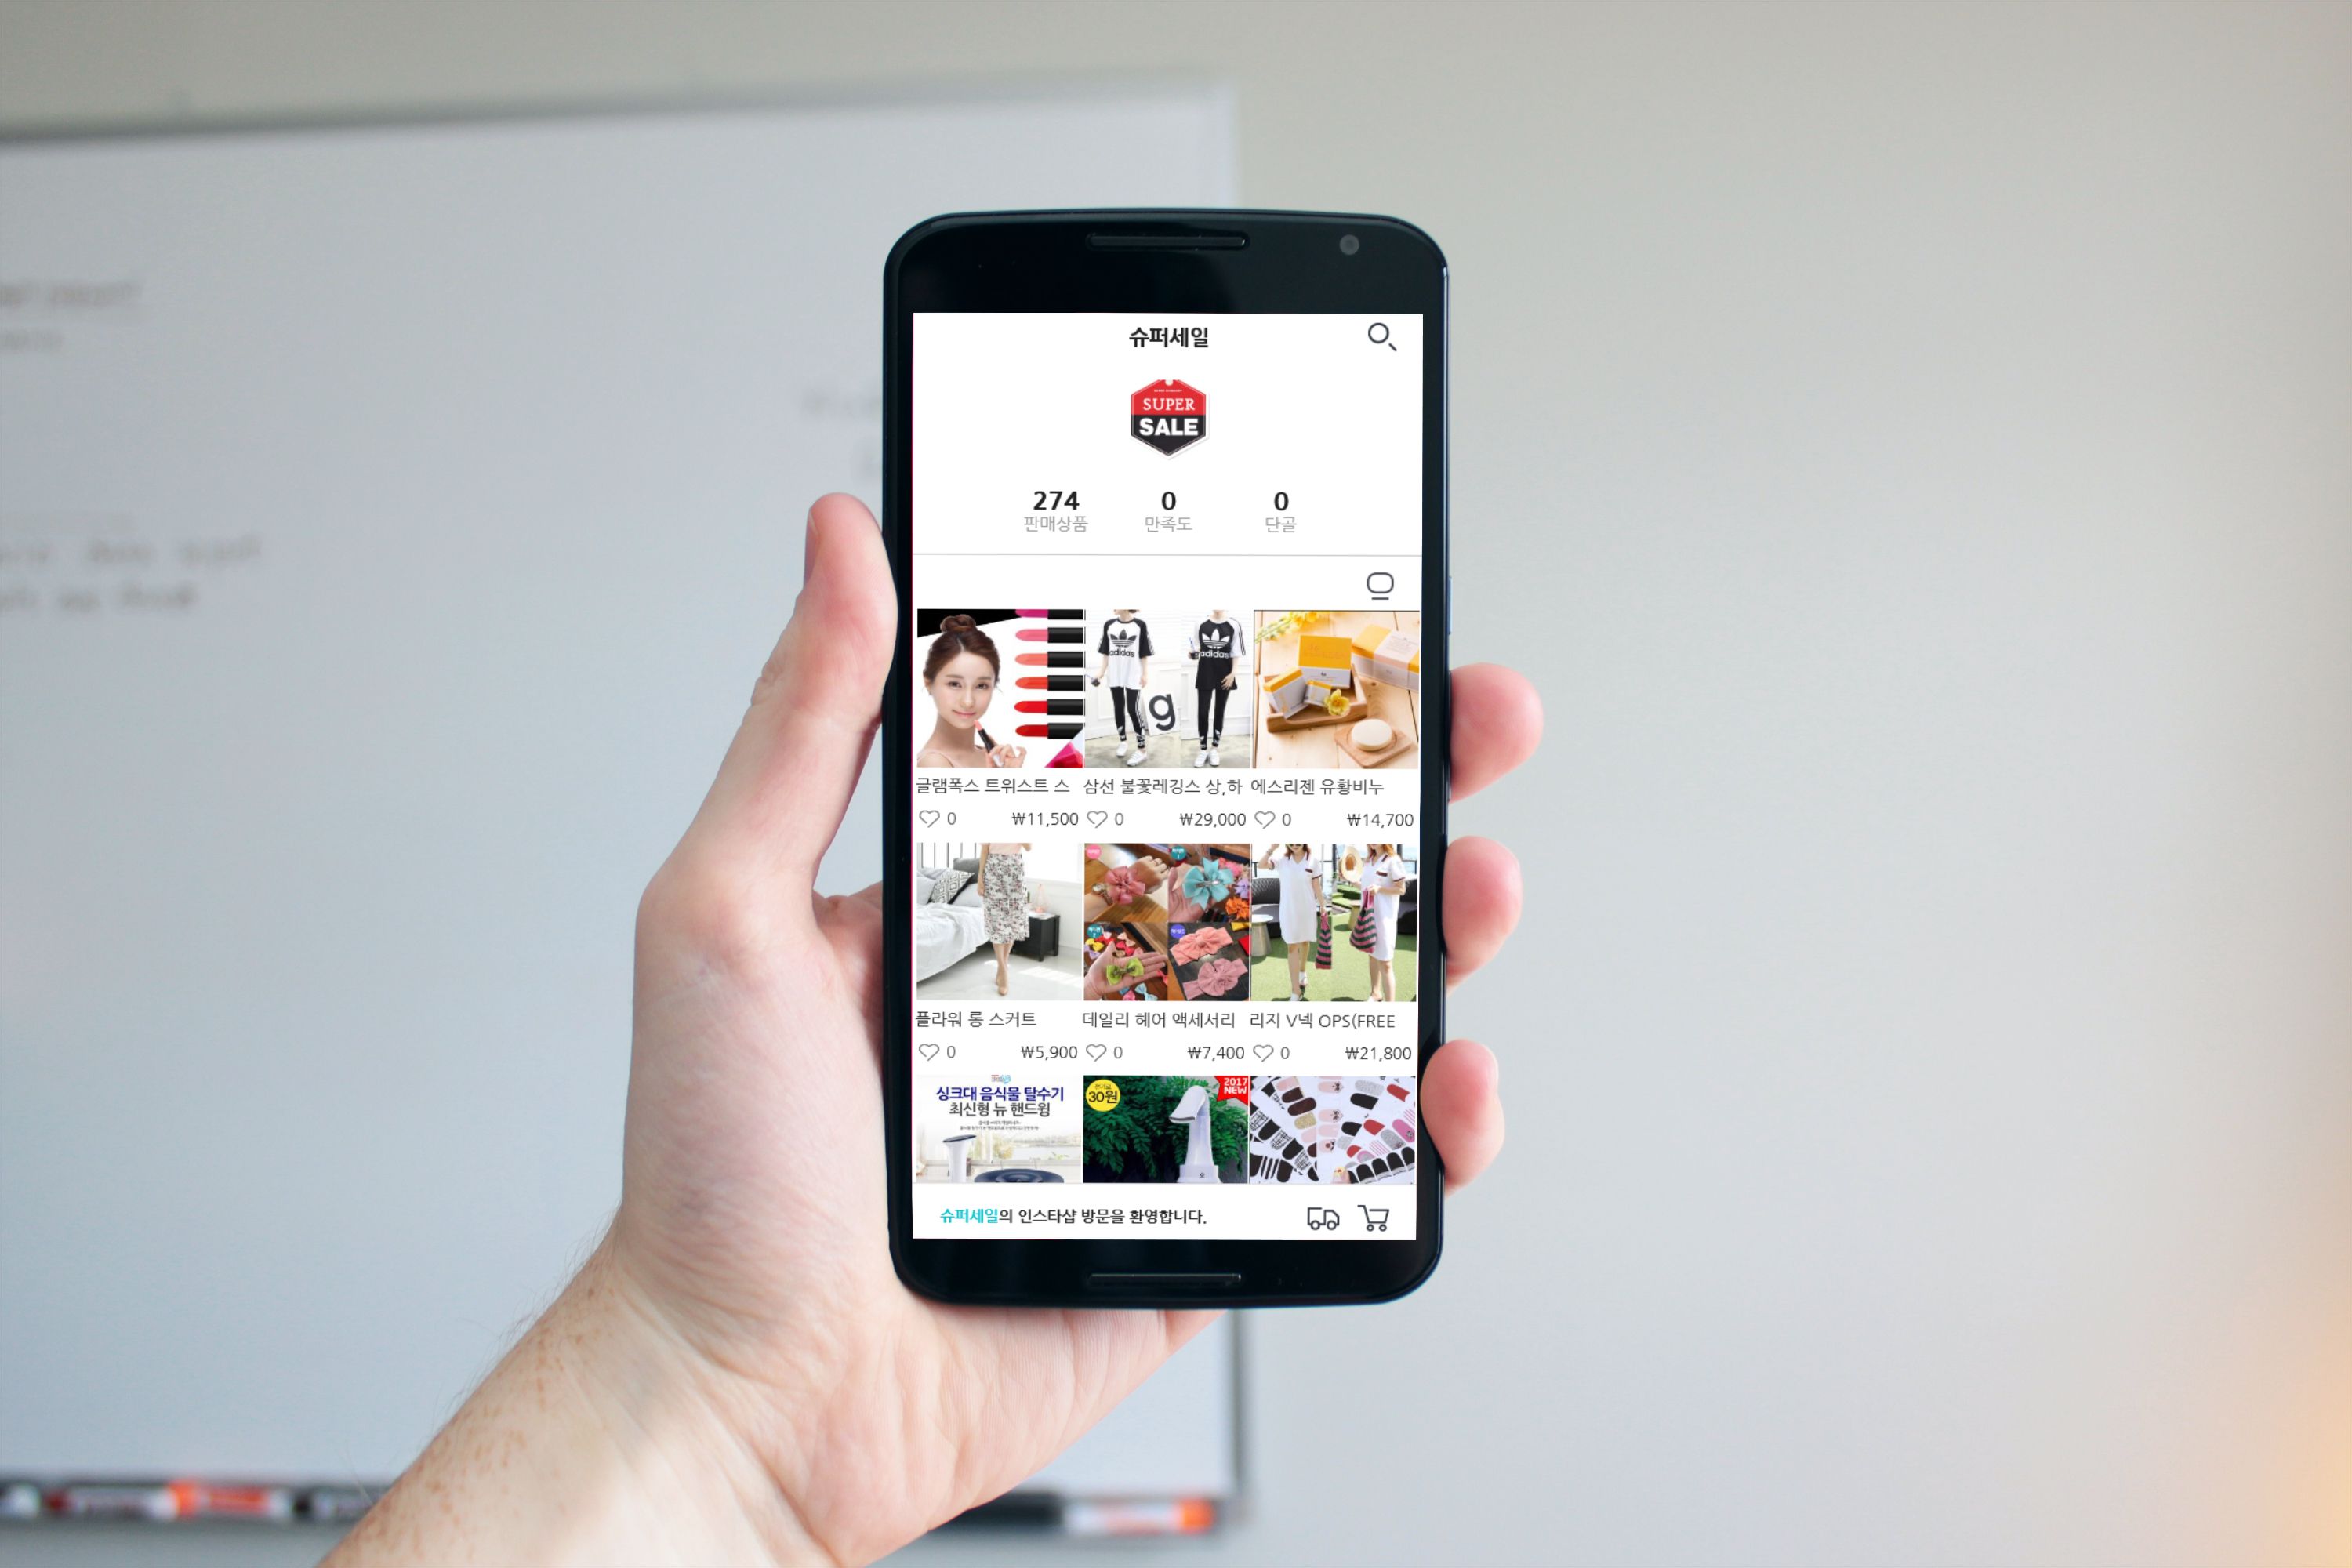 슈퍼세일
SUPER
SALE
274 0 0
판매상품 만족도 단골
adidas adidas
g
글램폭스 트위스트 스 삼선 불꽃레깅스 상,하 에스리젠 유황비누
0 ₩11,500 0 ₩29,000 0 ₩14,700
플라워 롱 스커트 데일리 헤어 액세서리 리지 V넥 OPS(FREE
0 ₩5,900 0 ₩7,400 0 ₩21,800
싱크대 음식물 탈수기
최신형 뉴 핸드윙
30원
2017
NEW
슈퍼세일의 인스타샵 방문을 환영합니다.